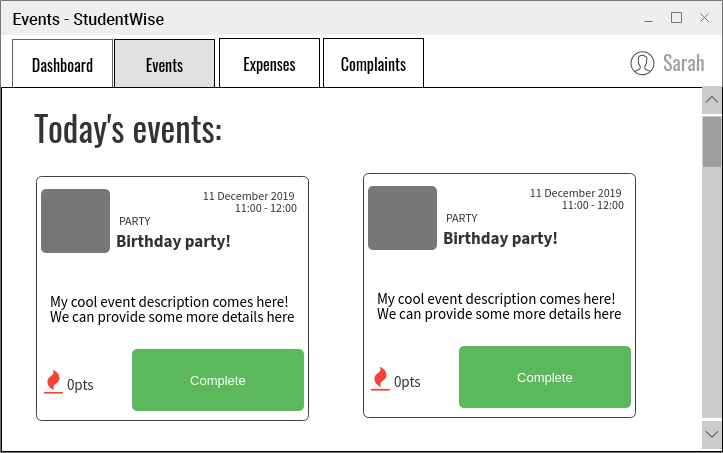 Events - StudentWise
Dashboard
Events
Expenses
Complaints
Sarah
Today's events:
11 December 2019
11:00 - 12:00
PARTY
Birthday party!
My cool event description comes here!
We can provide some more details here
0pts
Complete
11 December 2019
11:00 - 12:00
PARTY
Birthday party!
My cool event description comes here!
We can provide some more details here
0pts
Complete